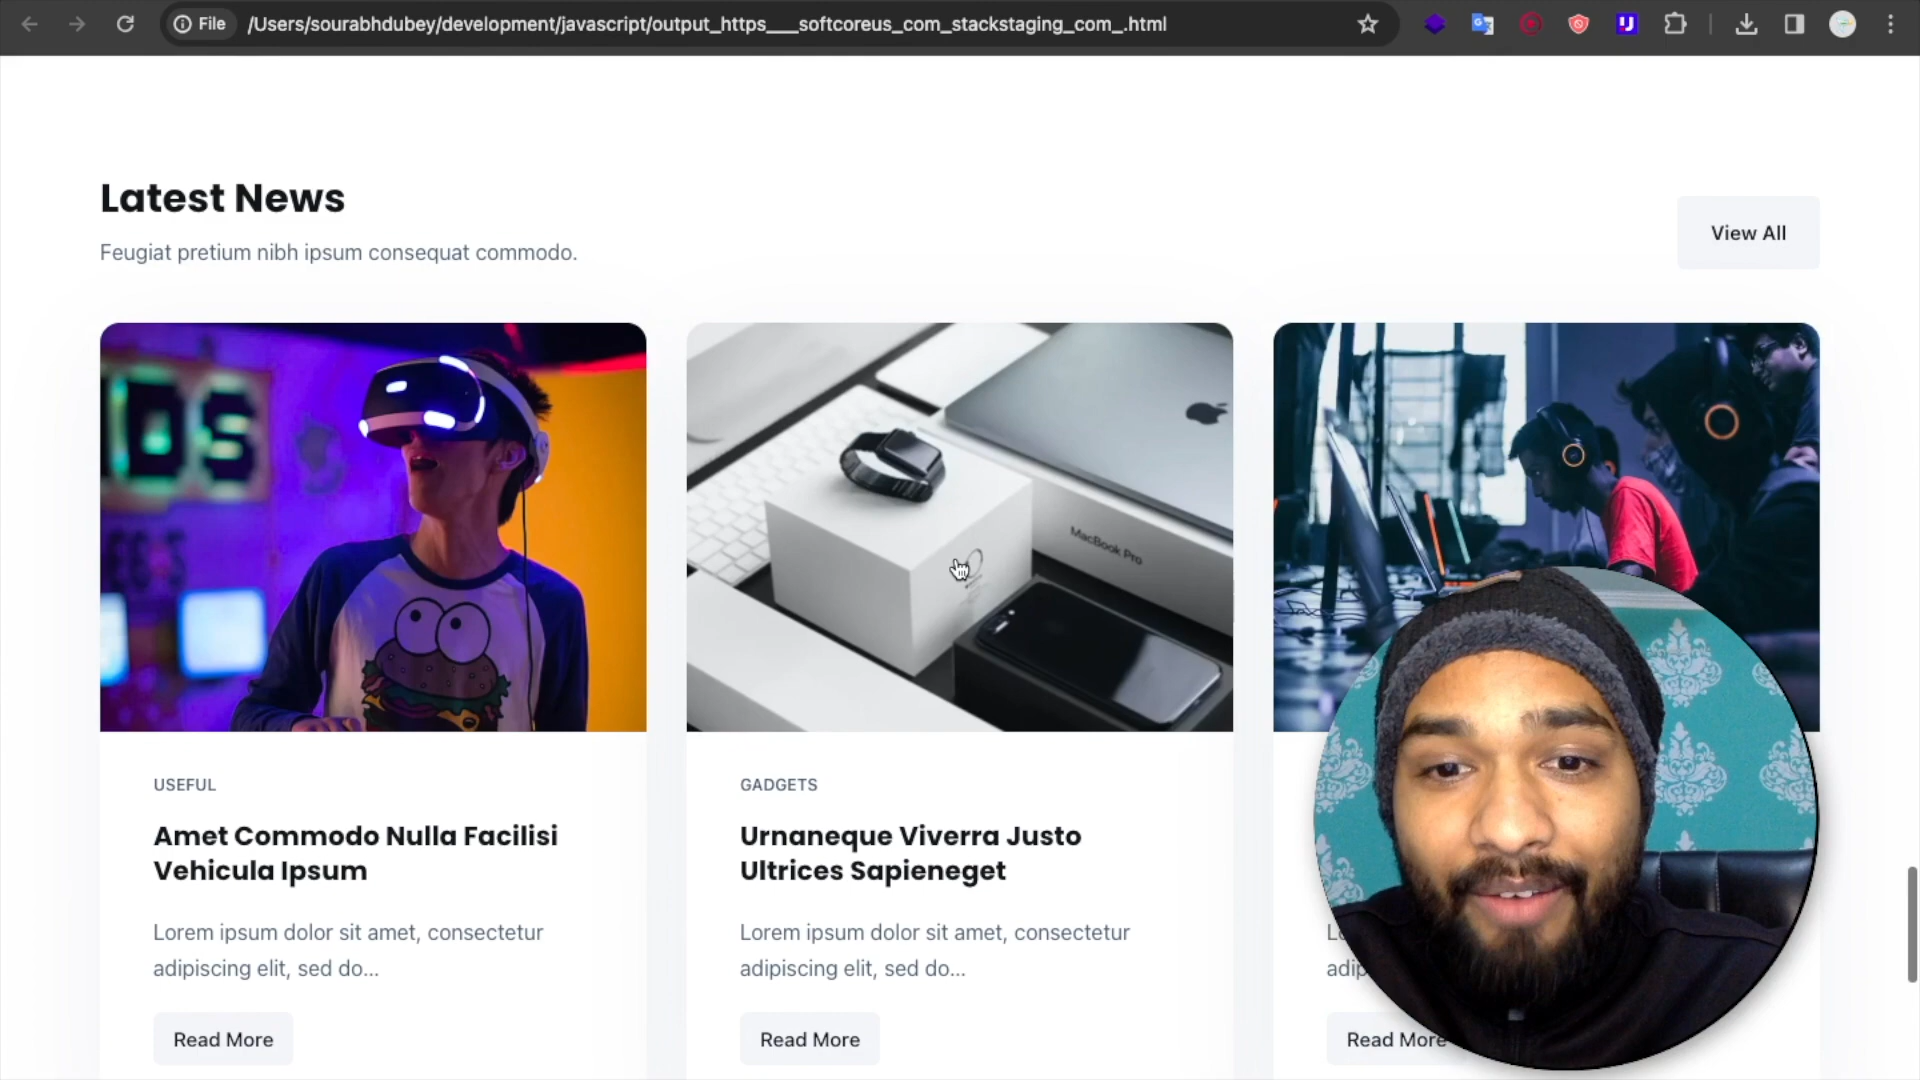 File
/Users/sourabhdubey/development/javascript/output_https___softcoreus_com_stackstaging_com_.html
Latest News
Feugiat pretium nibh ipsum consequat commodo.
View All
MacBook Pro
USEFUL
Amet Commodo Nulla Facilisi
Vehicula Ipsum
Lorem ipsum dolor sit amet, consectetur
adipiscing elit, sed do...
Read More
GADGETS
Urnaneque Viverra Justo
Ultrices Sapieneget
Lorem ipsum dolor sit amet, consectetur
adipiscing elit, sed do...
Read More
Read More